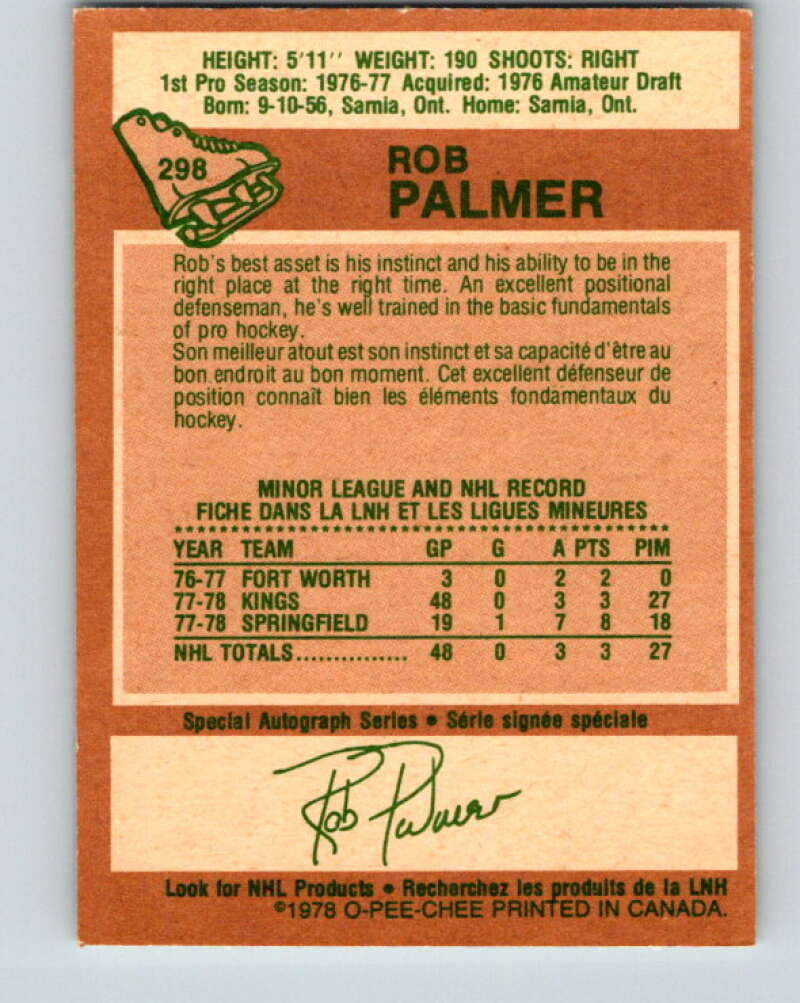 HEIGHT: 5'11'' WEIGHT: 190 SHOOTS: RIGHT
1st Pro Season: 1976-77 Acquired: 1976 Amateur Draft
Born: 9-10-56, Sarnia, Ont. Home: Sarnia, Ont.
298
ROB
PALMER
Rob's best asset is his instinct and his ability to be in the
right place at the right time. An excellent positional
defenseman, he's well trained in the basic fundamentals
of pro hockey.
Son meilleur atout est son instinct et sa capacité d'être au
bon endroit au bon moment. Cet excellent défenseur de
position connaît bien les éléments fondamentaux du
hockey.
MINOR LEAGUE AND NHL RECORD
FICHE DANS LA LNH ET LES LIGUES MINEURES
YEAR TEAM GP G A PTS PIM
76-77 FORT WORTH 3 0 2 2 0
77-78 KINGS 48 0 3 3 27
77-78 SPRINGFIELD 19 1 7 8 18
NHL TOTALS............... 48 0 3 3 27
Special Autograph Series • Série signée spéciale
Rob Palmer
Look for NHL Products • Recherchez les produits de la LNH
©1978 O-PEE-CHEE PRINTED IN CANADA.